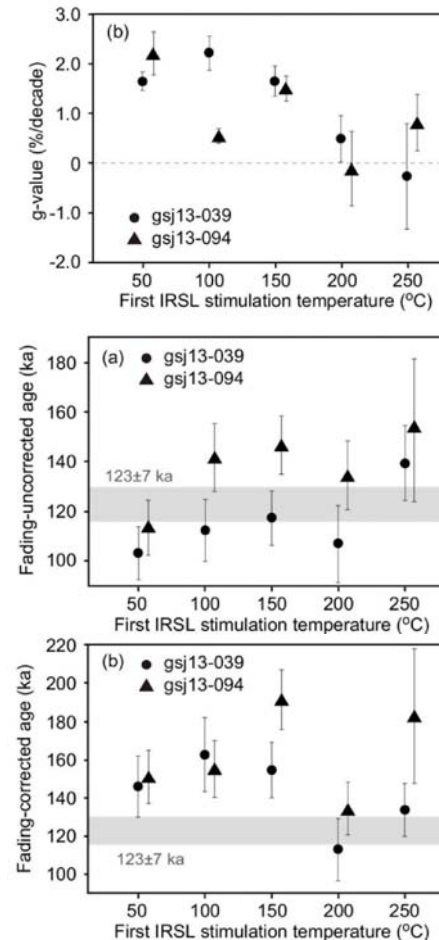 (b)
3.0
2.0
1.0
0
-1.0
2.0
g-value (%/decade)
gsj13-039
gsj13-094
50 100 150 200 250
First IRSL stimulation temperature (°C)
(a)
gsj13-039
gsj13-094
180
160
140
120
100
Fading-uncorrected age (ka)
123±7 ka
50 100 150 200 250
First IRSL stimulation temperature (°C)
(b)
gsj13-039
gsj13-094
220
200
180
160
140
120
100
Fading-corrected age (ka)
123±7 ka
50 100 150 200 250
First IRSL stimulation temperature (°C)